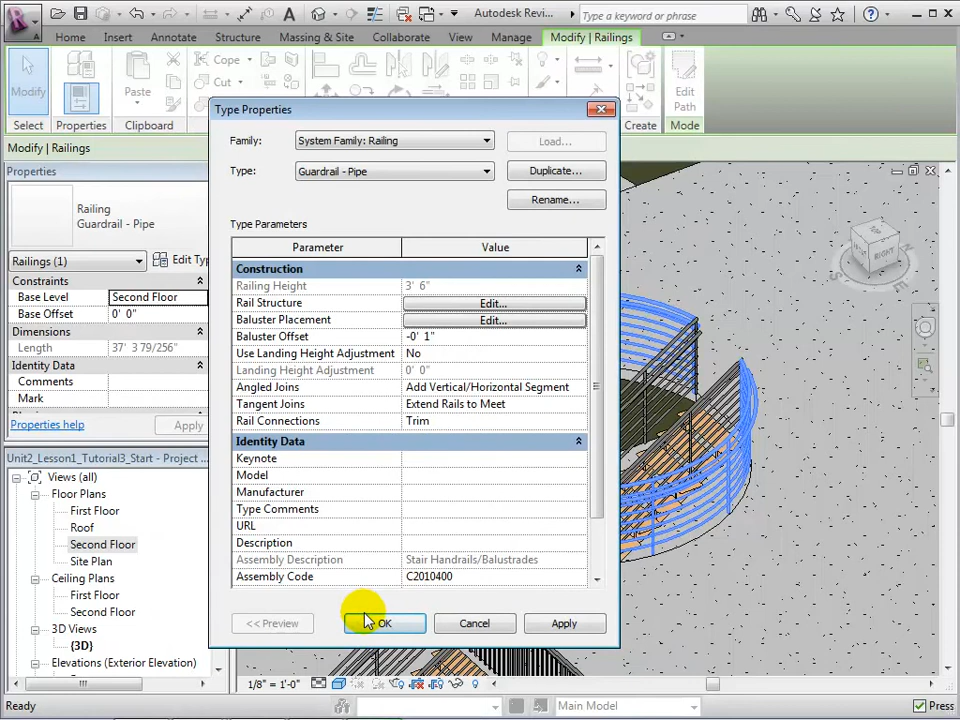 Autodesk Revi...
Type a keyword or phrase
Home Insert Annotate Structure Massing & Site Collaborate View Manage Modify | Railings
Modify
Paste
Cope
Cut
Edit
Path
Select Properties Clipboard Create Mode
Modify | Railings
Properties
Railing
Guardrail - Pipe
Railings (1)
Edit Typ
Constraints
Base Level Second Floor
Base Offset 0' 0"
Dimensions
Length 37' 3 79/256"
Identity Data
Comments
Mark
Properties help
Apply
Unit2_Lesson1_Tutorial3_Start - Project ...
Views (all)
Floor Plans
First Floor
Roof
Second Floor
Site Plan
Ceiling Plans
First Floor
Second Floor
3D Views
{3D}
Elevations (Exterior Elevation)
Type Properties
Family: System Family: Railing Load...
Type: Guardrail - Pipe Duplicate...
Rename...
Type Parameters
Parameter Value
Construction
Railing Height 3' 6"
Rail Structure Edit...
Baluster Placement Edit...
Baluster Offset -0' 1"
Use Landing Height Adjustment No
Landing Height Adjustment 0' 0"
Angled Joins Add Vertical/Horizontal Segment
Tangent Joins Extend Rails to Meet
Rail Connections Trim
Identity Data
Keynote
Model
Manufacturer
Type Comments
URL
Description
Assembly Description Stair Handrails/Balustrades
Assembly Code C2010400
<< Preview OK Cancel Apply
TOP
RIGHT
1/8" = 1'-0"
Ready
Main Model
Press